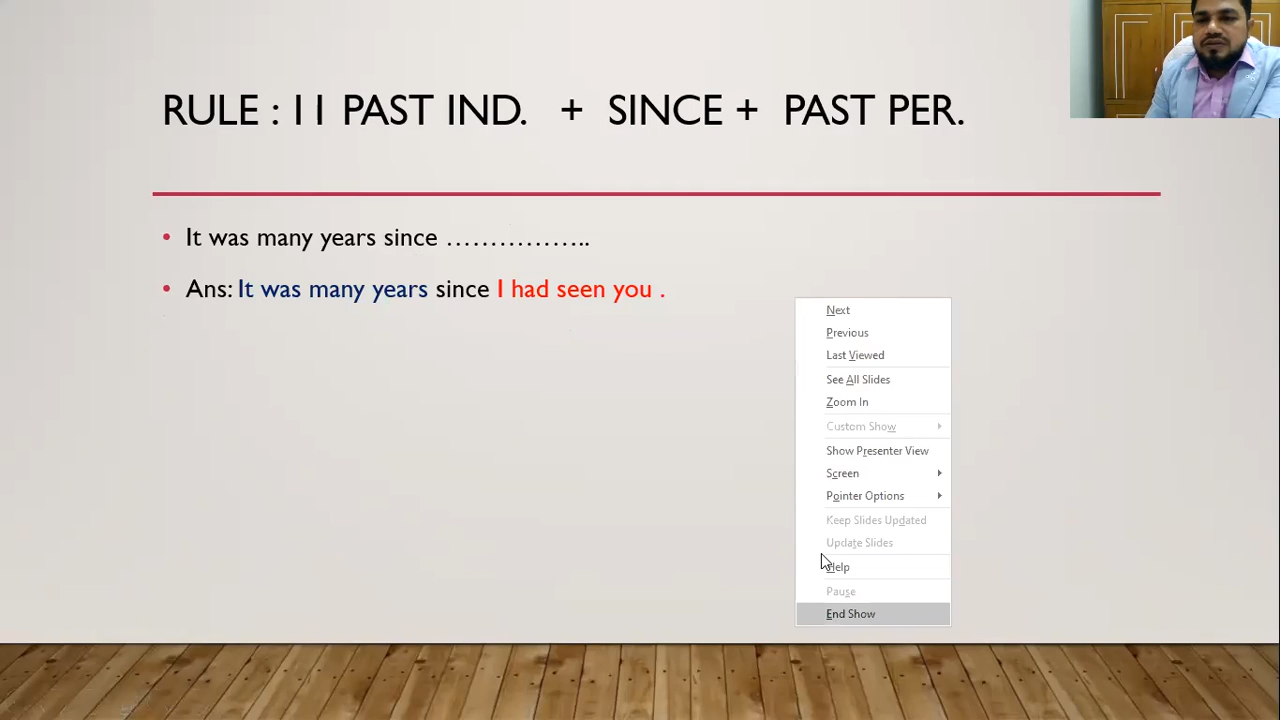 RULE : 11 PAST IND. + SINCE + PAST PER.
• It was many years since ……………..
• Ans: It was many years since I had seen you .
Next
Previous
Last Viewed
See All Slides
Zoom In
Custom Show
Show Presenter View
Screen
Pointer Options
Keep Slides Updated
Update Slides
Help
Pause
End Show